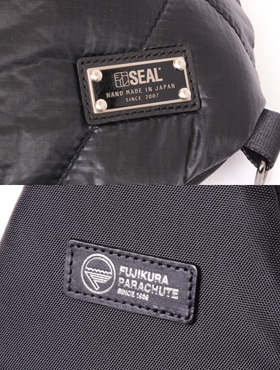 SEAL
HAND MADE IN JAPAN
SINCE 2007
FUJIKURA
PARACHUTE
SINCE 1939